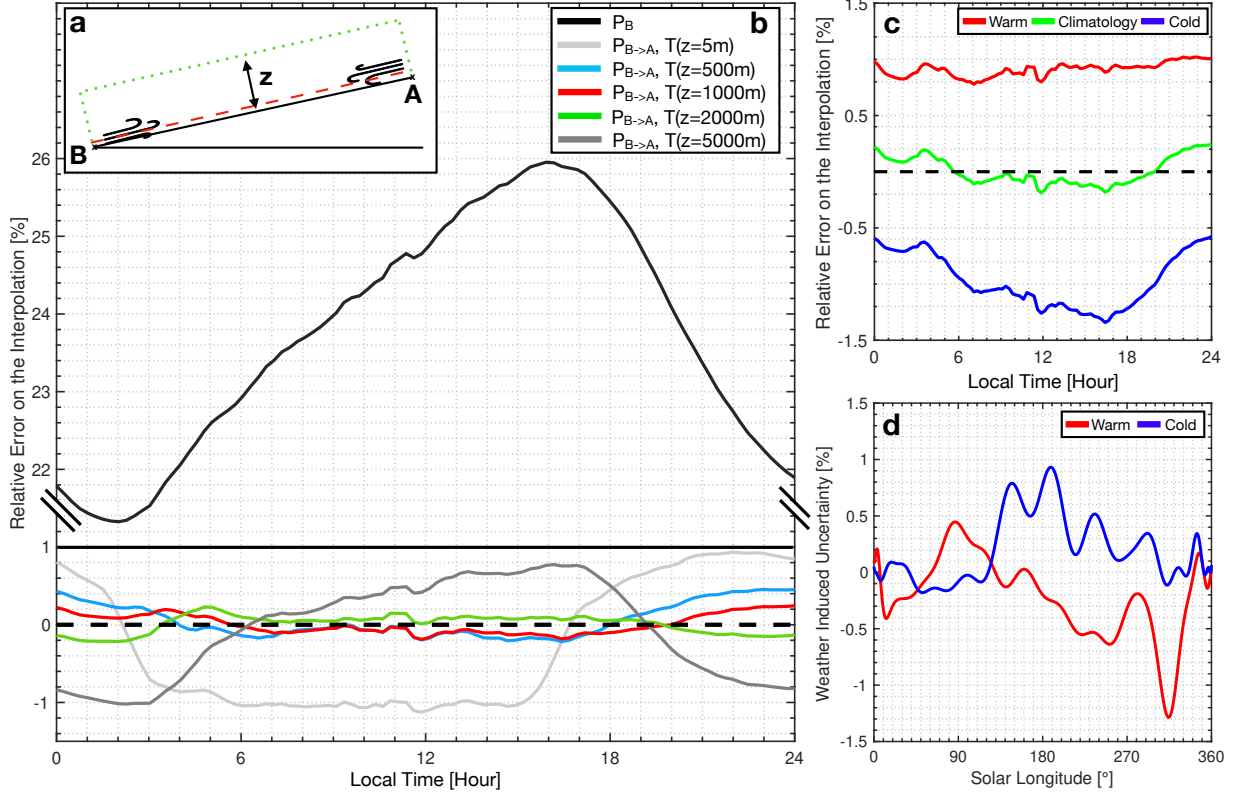 a
z
A
B
b
P_B
P_B->A, T(z=5m)
P_B->A, T(z=500m)
P_B->A, T(z=1000m)
P_B->A, T(z=2000m)
P_B->A, T(z=5000m)
Relative Error on the Interpolation [%]
26
25
24
23
22
1
0
-1
0
6
12
18
24
Local Time [Hour]
c
Warm Climatology Cold
Relative Error on the Interpolation [%]
1.5
0.5
-0.5
-1.5
0
6
12
18
24
Local Time [Hour]
d
Warm Cold
Weather Induced Uncertainty [%]
1.5
1
0.5
0
-0.5
-1
-1.5
0
90
180
270
360
Solar Longitude [°]